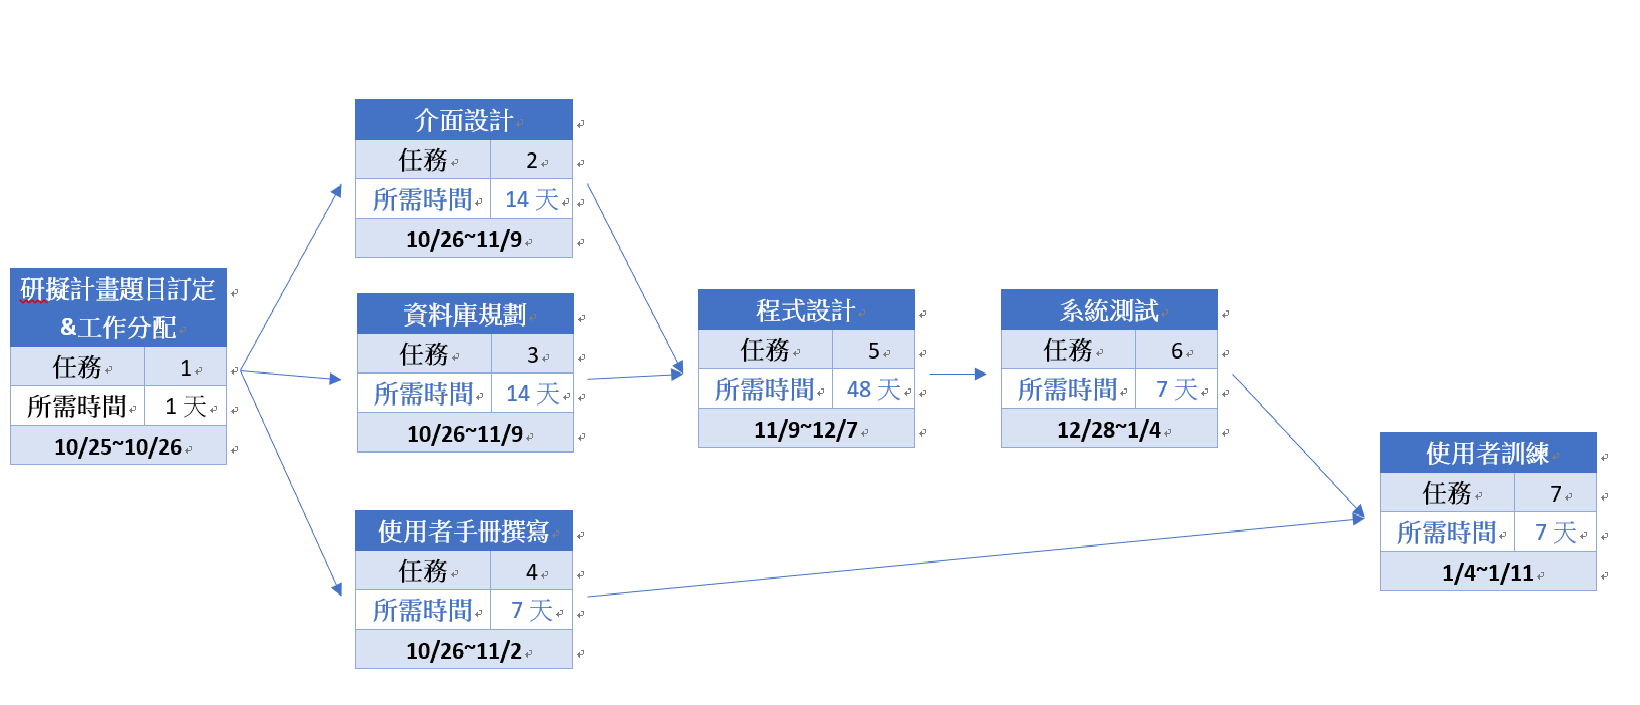 介面設計
任務 2
所需時間 14 天
10/26~11/9
研擬計畫題目訂定
&工作分配
任務 1
所需時間 1 天
10/25~10/26
資料庫規劃
任務 3
所需時間 14 天
10/26~11/9
使用者手冊撰寫
任務 4
所需時間 7 天
10/26~11/2
程式設計
任務 5
所需時間 48 天
11/9~12/7
系統測試
任務 6
所需時間 7 天
12/28~1/4
使用者訓練
任務 7
所需時間 7 天
1/4~1/11